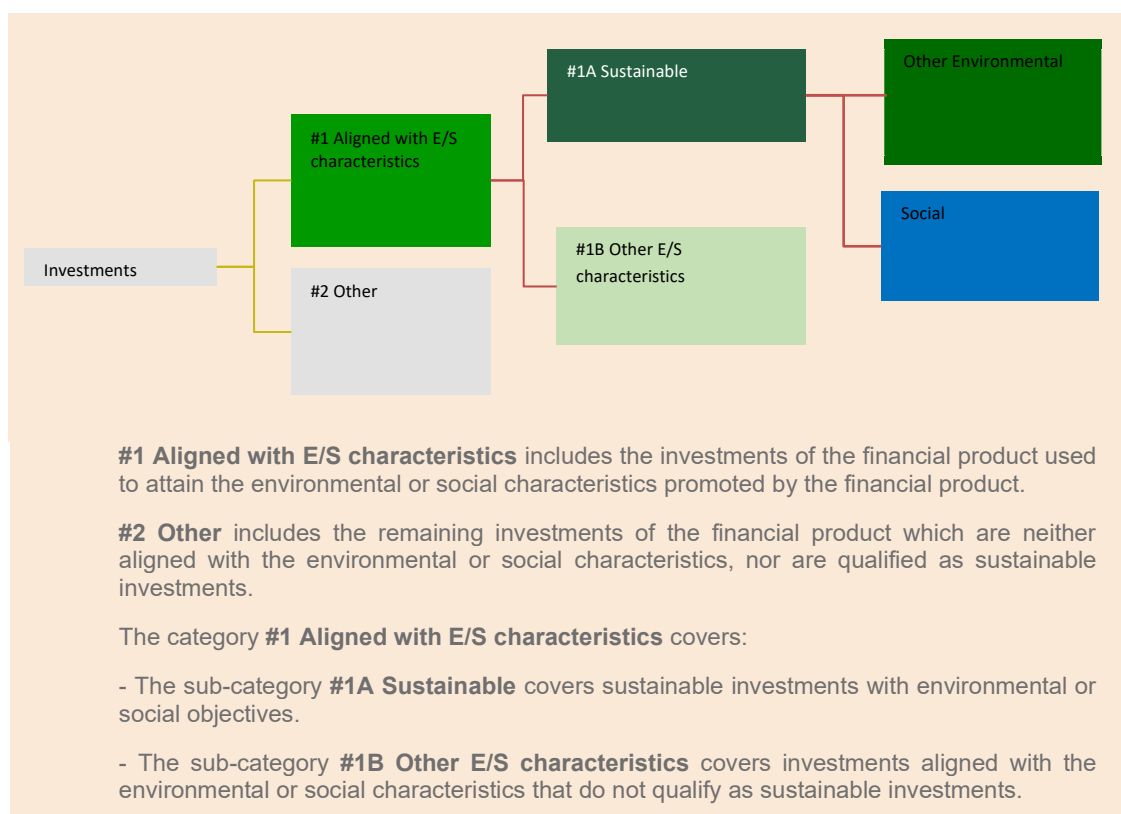 #1A Sustainable
Other Environmental
#1 Aligned with E/S
characteristics
Social
#1B Other E/S
characteristics
Investments
#2 Other
#1 Aligned with E/S characteristics includes the investments of the financial product used
to attain the environmental or social characteristics promoted by the financial product.
#2 Other includes the remaining investments of the financial product which are neither
aligned with the environmental or social characteristics, nor are qualified as sustainable
investments.
The category #1 Aligned with E/S characteristics covers:
- The sub-category #1A Sustainable covers sustainable investments with environmental or
social objectives.
- The sub-category #1B Other E/S characteristics covers investments aligned with the
environmental or social characteristics that do not qualify as sustainable investments.